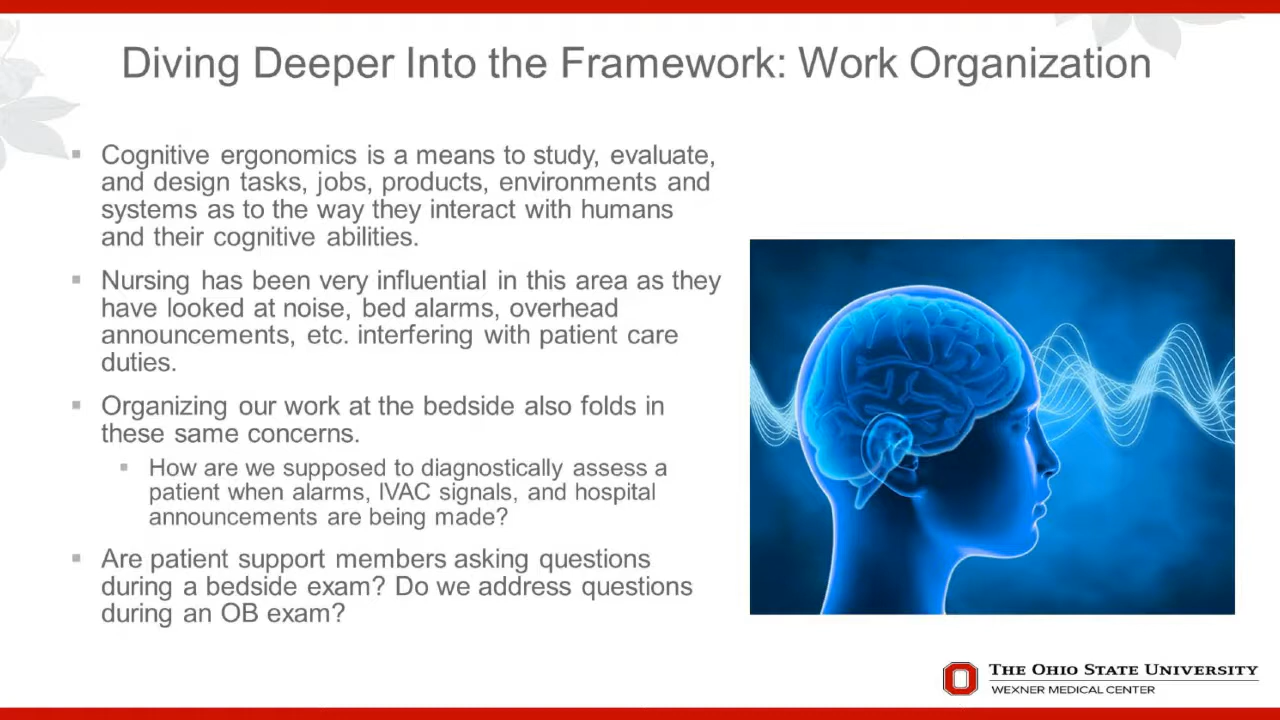 Diving Deeper Into the Framework: Work Organization
Cognitive ergonomics is a means to study, evaluate,
and design tasks, jobs, products, environments and
systems as to the way they interact with humans
and their cognitive abilities.
Nursing has been very influential in this area as they
have looked at noise, bed alarms, overhead
announcements, etc. interfering with patient care
duties.
Organizing our work at the bedside also folds in
these same concerns.
How are we supposed to diagnostically assess a
patient when alarms, IVAC signals, and hospital
announcements are being made?
Are patient support members asking questions
during a bedside exam? Do we address questions
during an OB exam?
THE OHIO STATE UNIVERSITY
WEXNER MEDICAL CENTER